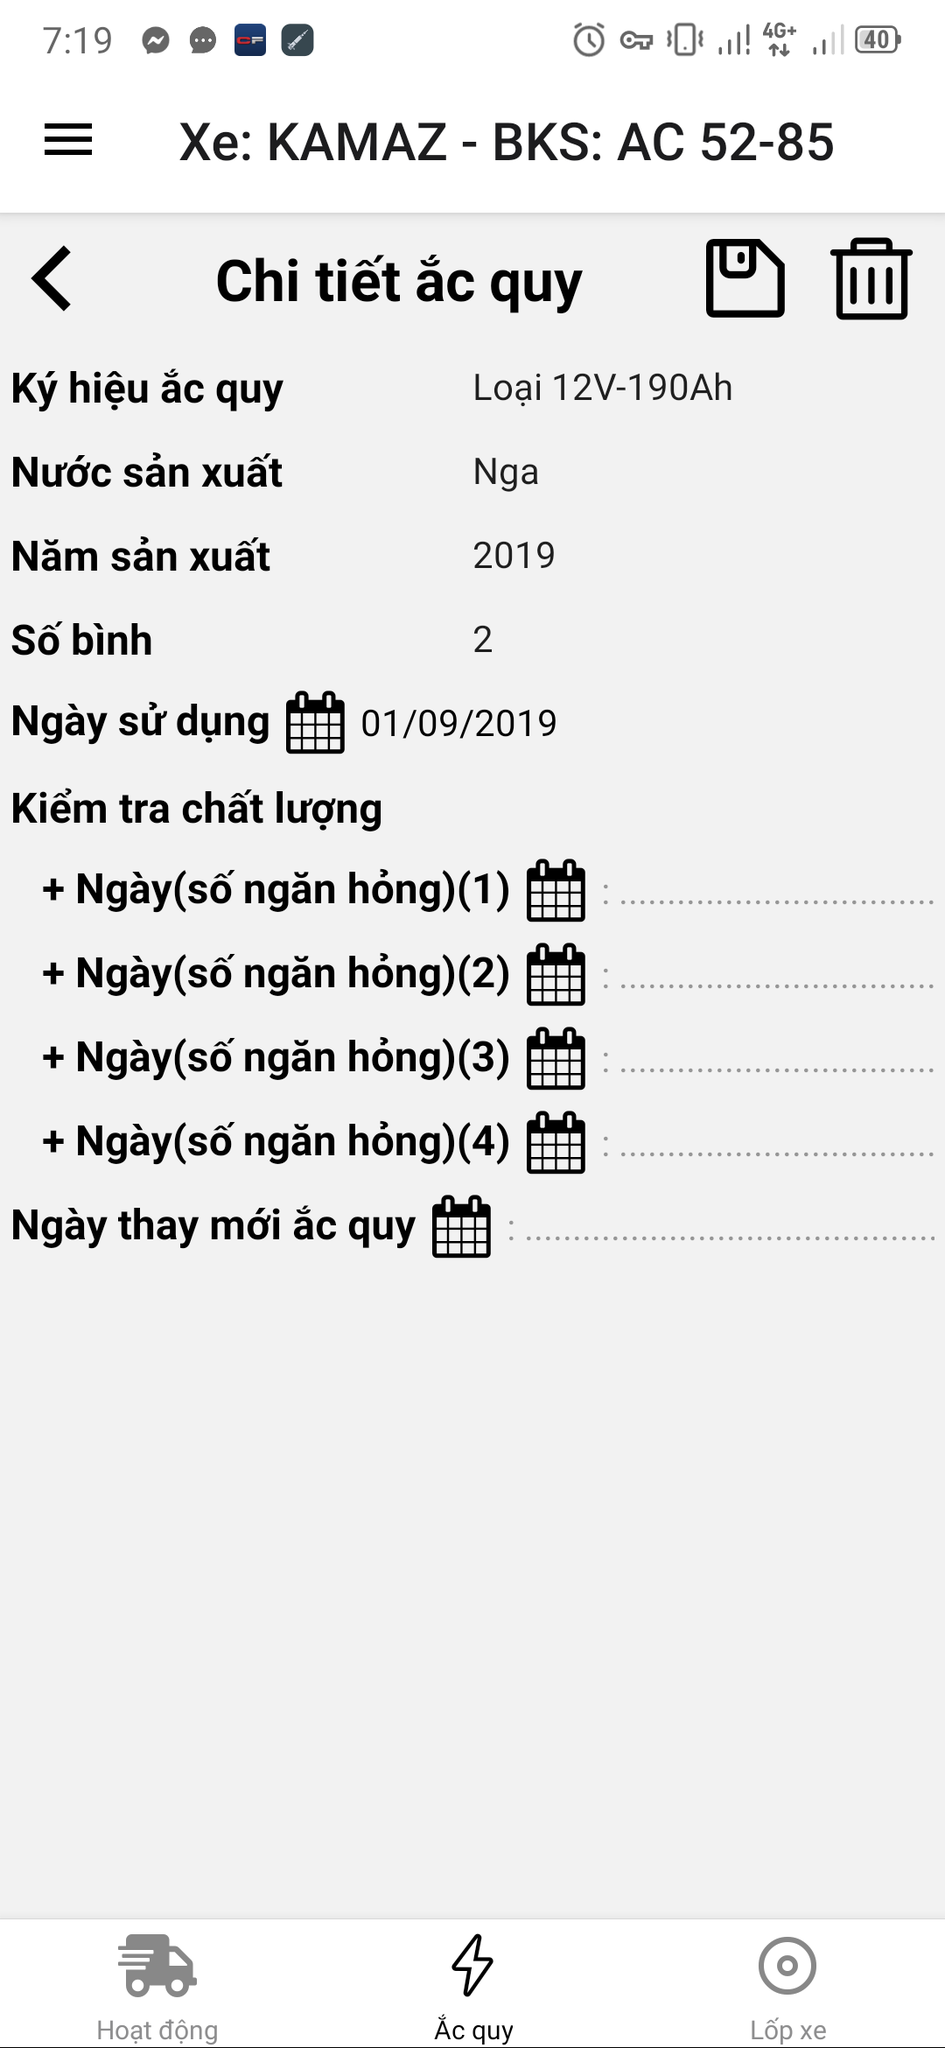 7:19
4G+
40
Xe: KAMAZ - BKS: AC 52-85
Chi tiết ắc quy
Ký hiệu ắc quy Loại 12V-190Ah
Nước sản xuất Nga
Năm sản xuất 2019
Số bình 2
Ngày sử dụng 01/09/2019
Kiểm tra chất lượng
+ Ngày(số ngăn hỏng)(1) : ........................................
+ Ngày(số ngăn hỏng)(2) : ........................................
+ Ngày(số ngăn hỏng)(3) : ........................................
+ Ngày(số ngăn hỏng)(4) : ........................................
Ngày thay mới ắc quy : ....................................................
Hoạt động Ắc quy Lốp xe